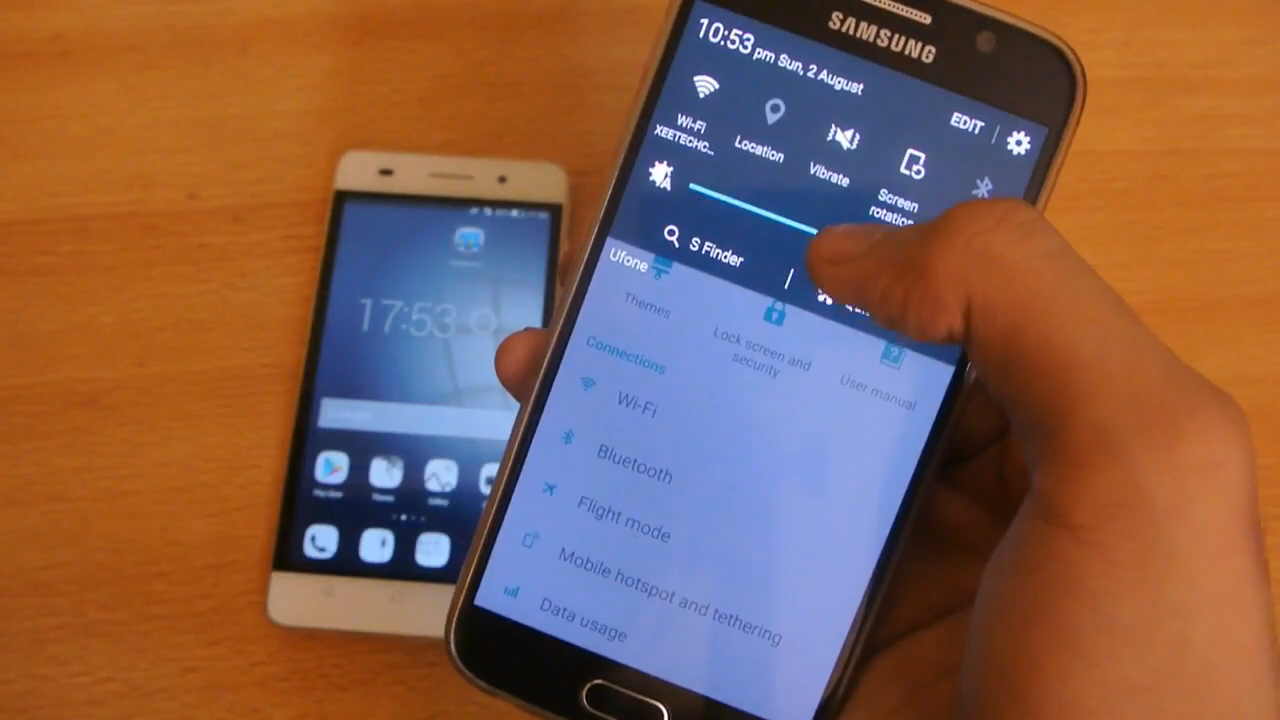 SAMSUNG
10:53 pm Sun, 2 August
EDIT
Wi-Fi
XEETECHC...
Location
Vibrate
Screen
rotation
S Finder
Ufone
Themes
Lock screen and
security
User manual
Connections
Wi-Fi
Bluetooth
Flight mode
Mobile hotspot and tethering
Data usage
17:53